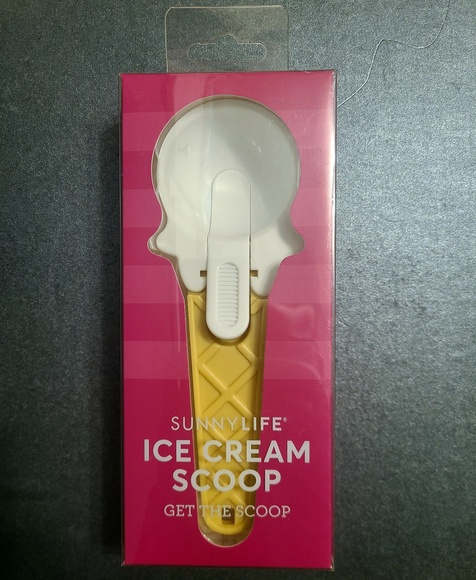 SUNNYLIFE®
ICE CREAM
SCOOP
GET THE SCOOP